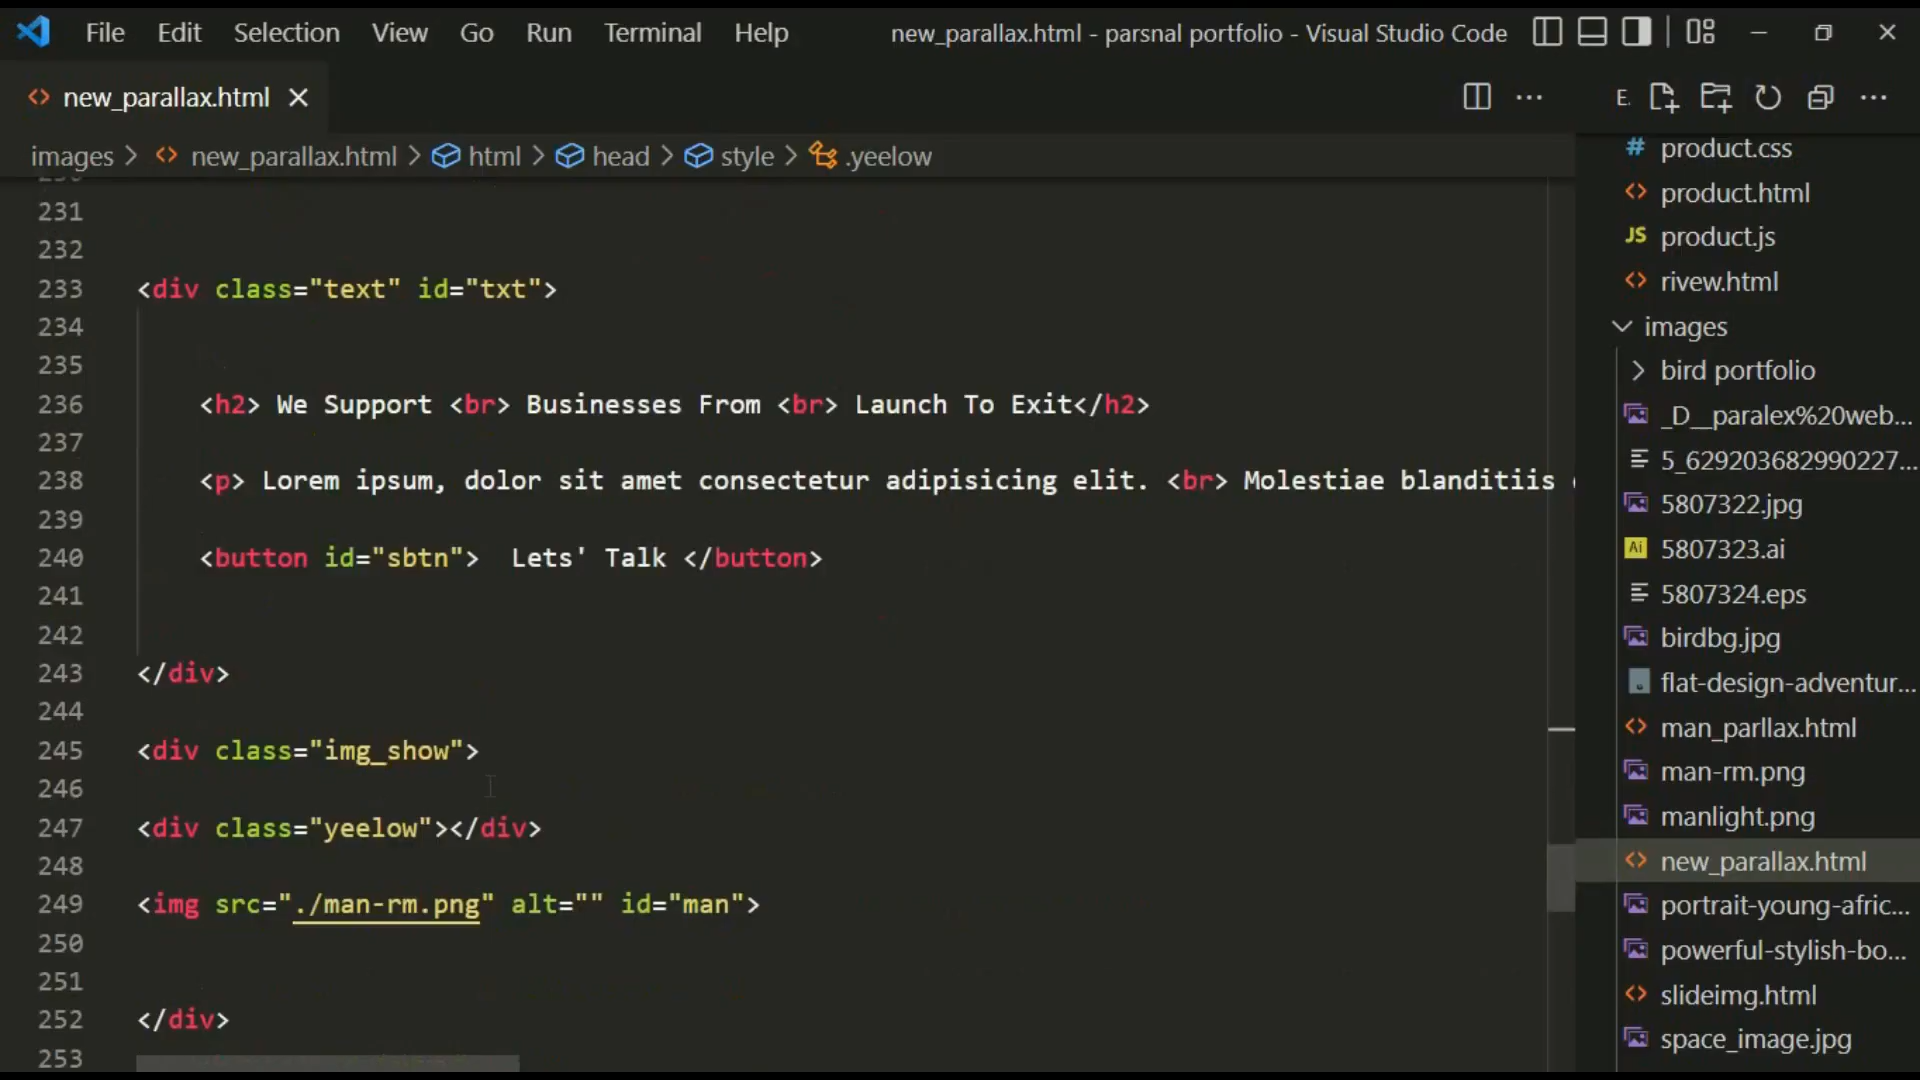 File Edit Selection View Go Run Terminal Help new_parallax.html - parsnal portfolio - Visual Studio Code
new_parallax.html
E.
images > new_parallax.html > html > head > style > .yeelow
231
232
233 <div class="text" id="txt">
234
235
236 <h2> We Support <br> Businesses From <br> Launch To Exit</h2>
237
238 <p> Lorem ipsum, dolor sit amet consectetur adipisicing elit. <br> Molestiae blanditiis
239
240 <button id="sbtn">  Lets' Talk </button>
241
242
243 </div>
244
245 <div class="img_show">
246
247 <div class="yeelow"></div>
248
249 <img src="./man-rm.png" alt="" id="man">
250
251
252 </div>
253
# product.css
product.html
JS product.js
rivew.html
images
bird portfolio
_D__paralex%20web...
5_629203682990227...
5807322.jpg
Ai 5807323.ai
5807324.eps
birdbg.jpg
flat-design-adventur...
man_parllax.html
man-rm.png
manlight.png
new_parallax.html
portrait-young-afric...
powerful-stylish-bo...
slideimg.html
space_image.jpg